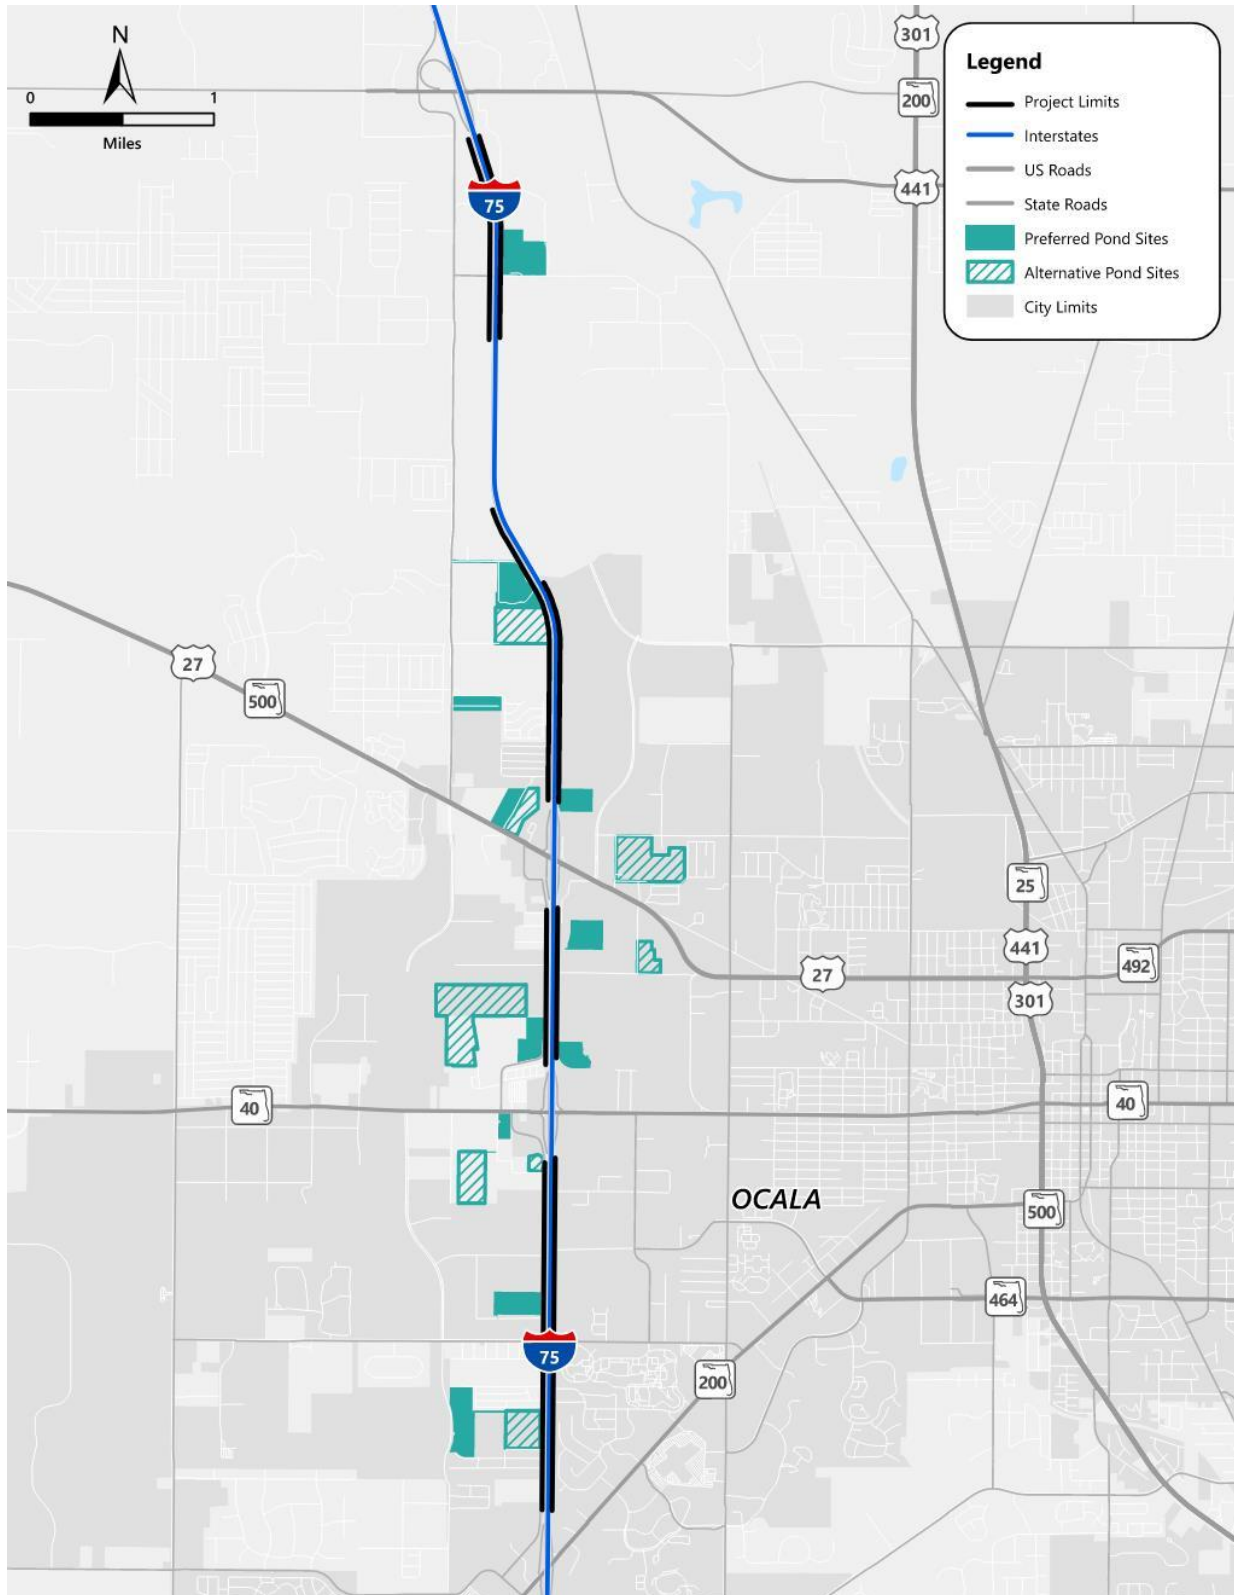 N
0 1
Miles
301
200
441
Legend
Project Limits
Interstates
US Roads
State Roads
Preferred Pond Sites
Alternative Pond Sites
City Limits
75
27
500
25
441
492
27
301
40
40
OCALA
500
464
75
200